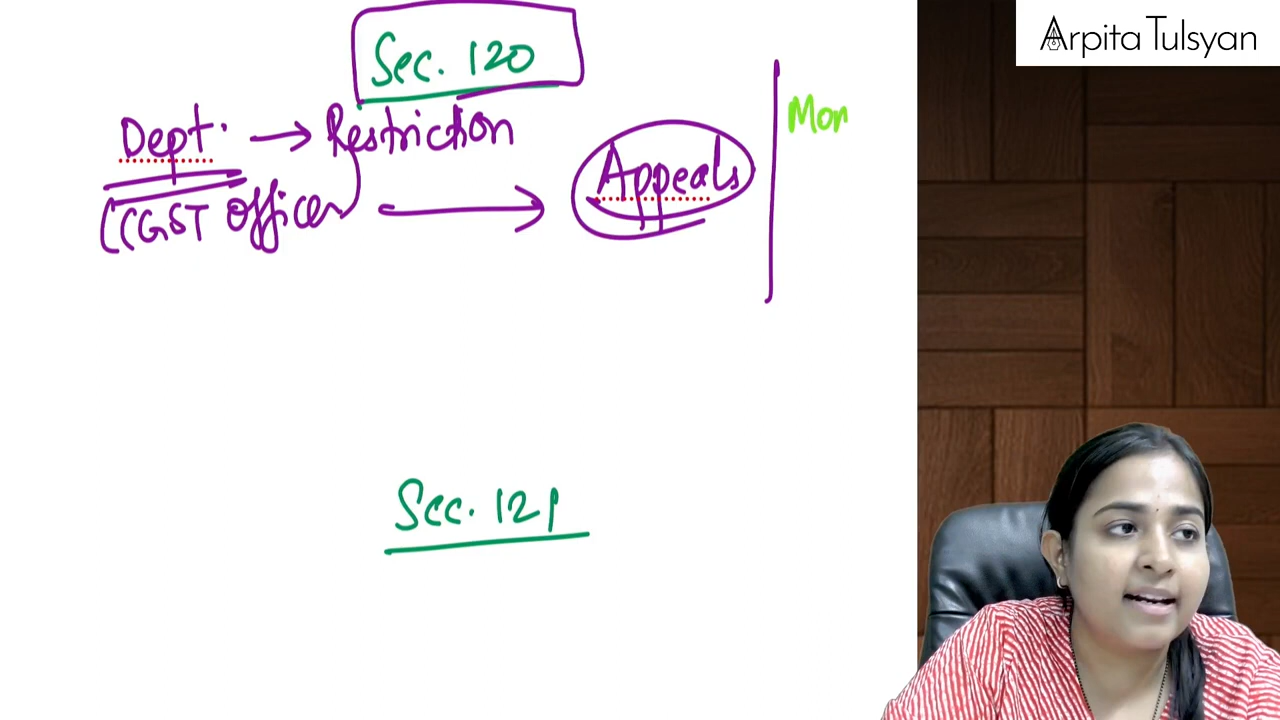 Arpita Tulsyan
Sec. 120
Dept. → Restriction
Mon
(CGST Officer → Appeals
Sec. 121